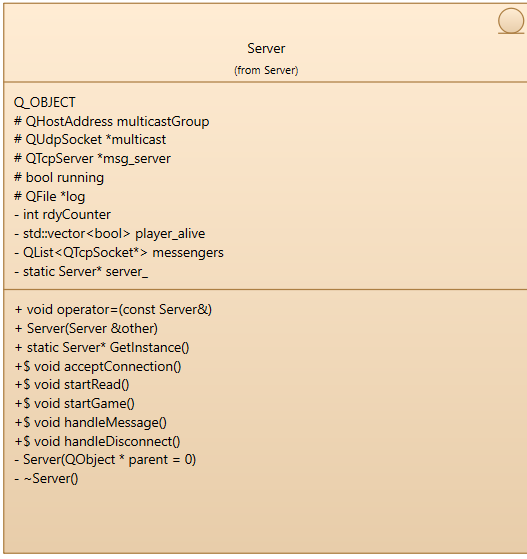 Server
(from Server)
Q_OBJECT
# QHostAddress multicastGroup
# QUdpSocket *multicast
# QTcpServer *msg_server
# bool running
# QFile *log
- int rdyCounter
- std::vector<bool> player_alive
- QList<QTcpSocket*> messengers
- static Server* server_
+ void operator=(const Server&)
+ Server(Server &other)
+ static Server* GetInstance()
+$ void acceptConnection()
+$ void startRead()
+$ void startGame()
+$ void handleMessage()
+$ void handleDisconnect()
- Server(QObject * parent = 0)
- ~Server()